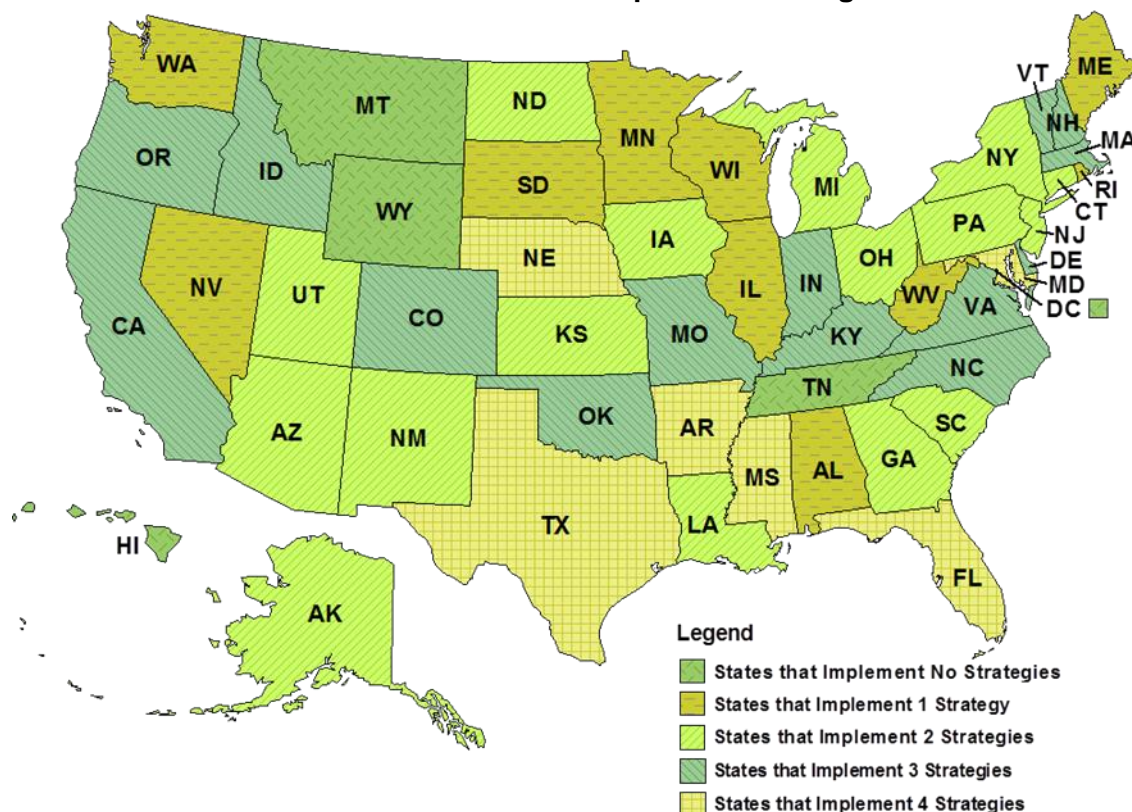 WA
MT
ND
MN
VT
ME
NH
OR
ID
SD
WI
NY
MA
MI
RI
WY
CT
IA
PA
NJ
NE
OH
DE
NV
UT
IL
IN
MD
CA
CO
WV
VA
DC
KS
MO
KY
NC
TN
AZ
NM
OK
AR
SC
GA
MS
AL
TX
LA
HI
FL
AK
Legend
States that Implement No Strategies
States that Implement 1 Strategy
States that Implement 2 Strategies
States that Implement 3 Strategies
States that Implement 4 Strategies